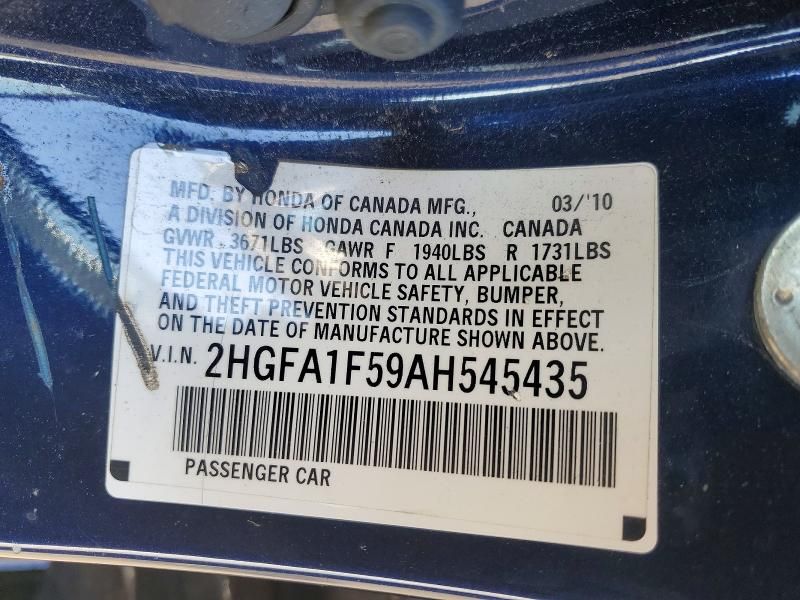 MFD. BY HONDA OF CANADA MFG., 03/'10
A DIVISION OF HONDA CANADA INC. CANADA
GVWR 3671LBS GAWR F 1940LBS R 1731LBS
THIS VEHICLE CONFORMS TO ALL APPLICABLE
FEDERAL MOTOR VEHICLE SAFETY, BUMPER,
AND THEFT PREVENTION STANDARDS IN EFFECT
ON THE DATE OF MANUFACTURE SHOWN ABOVE.
V.I.N. 2HGFA1F59AH545435
PASSENGER CAR